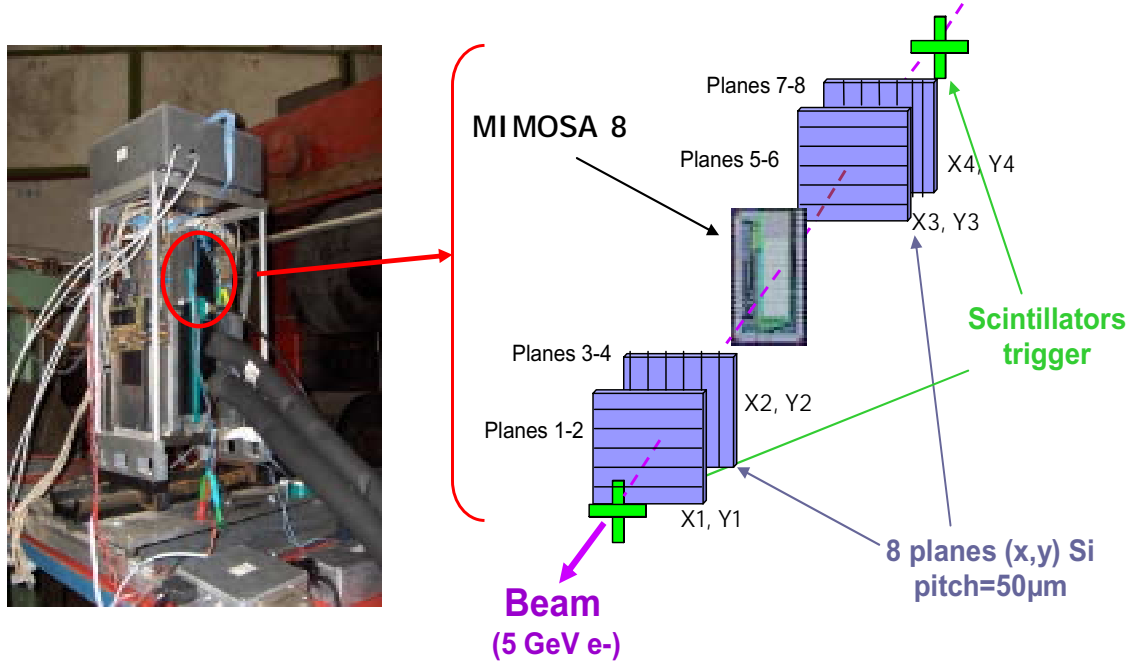 Planes 7-8
MIMOSA 8
Planes 5-6
X4, Y4
X3, Y3
Scintillators
trigger
Planes 3-4
X2, Y2
Planes 1-2
X1, Y1
8 planes (x,y) Si
pitch=50µm
Beam
(5 GeV e-)